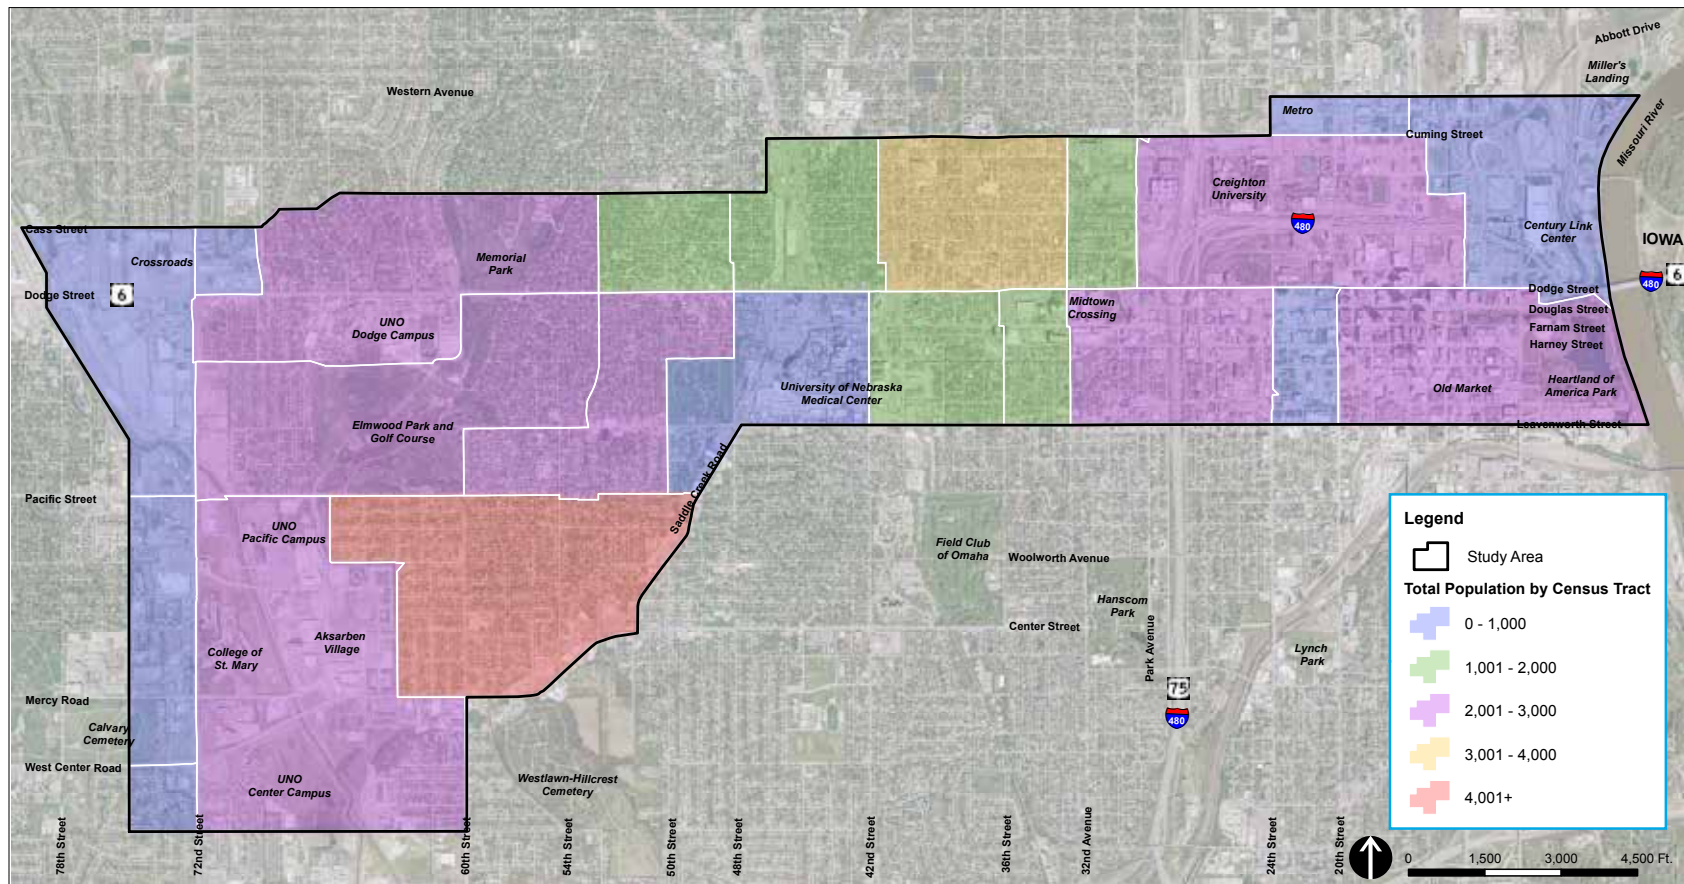 Abbott Drive
Miller's
Landing
Western Avenue
Metro
Missouri River
Cuming Street
Creighton
University
480
Cass Street
Century Link
Center
IOWA
Crossroads
Memorial
Park
480
6
Dodge Street
6
Dodge Street
Midtown
Crossing
Douglas Street
UNO
Dodge Campus
Farnam Street
Harney Street
University of Nebraska
Medical Center
Old Market
Heartland of
America Park
Elmwood Park and
Golf Course
Leavenworth Street
Saddle Creek Road
Pacific Street
UNO
Pacific Campus
Field Club
of Omaha
Woolworth Avenue
Hanscom
Park
Center Street
Park Avenue
Lynch
Park
Aksarben
Village
College of
St. Mary
75
480
Mercy Road
Calvary
Cemetery
West Center Road
UNO
Center Campus
Westlawn-Hillcrest
Cemetery
78th Street
72nd Street
60th Street
54th Street
50th Street
48th Street
42nd Street
36th Street
32nd Avenue
24th Street
20th Street
Legend
Study Area
Total Population by Census Tract
0 - 1,000
1,001 - 2,000
2,001 - 3,000
3,001 - 4,000
4,001+
0 1,500 3,000 4,500 Ft.